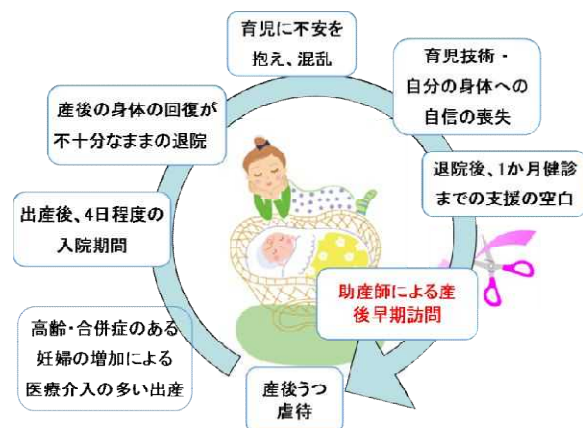 育児に不安を
抱え、混乱
育児技術・
自分の身体への
自信の喪失
産後の身体の回復が
不十分なままの退院
退院後、1か月健診
までの支援の空白
出産後、4日程度の
入院期間
助産師による産
後早期訪問
高齢・合併症のある
妊婦の増加による
医療介入の多い出産
産後うつ
虐待